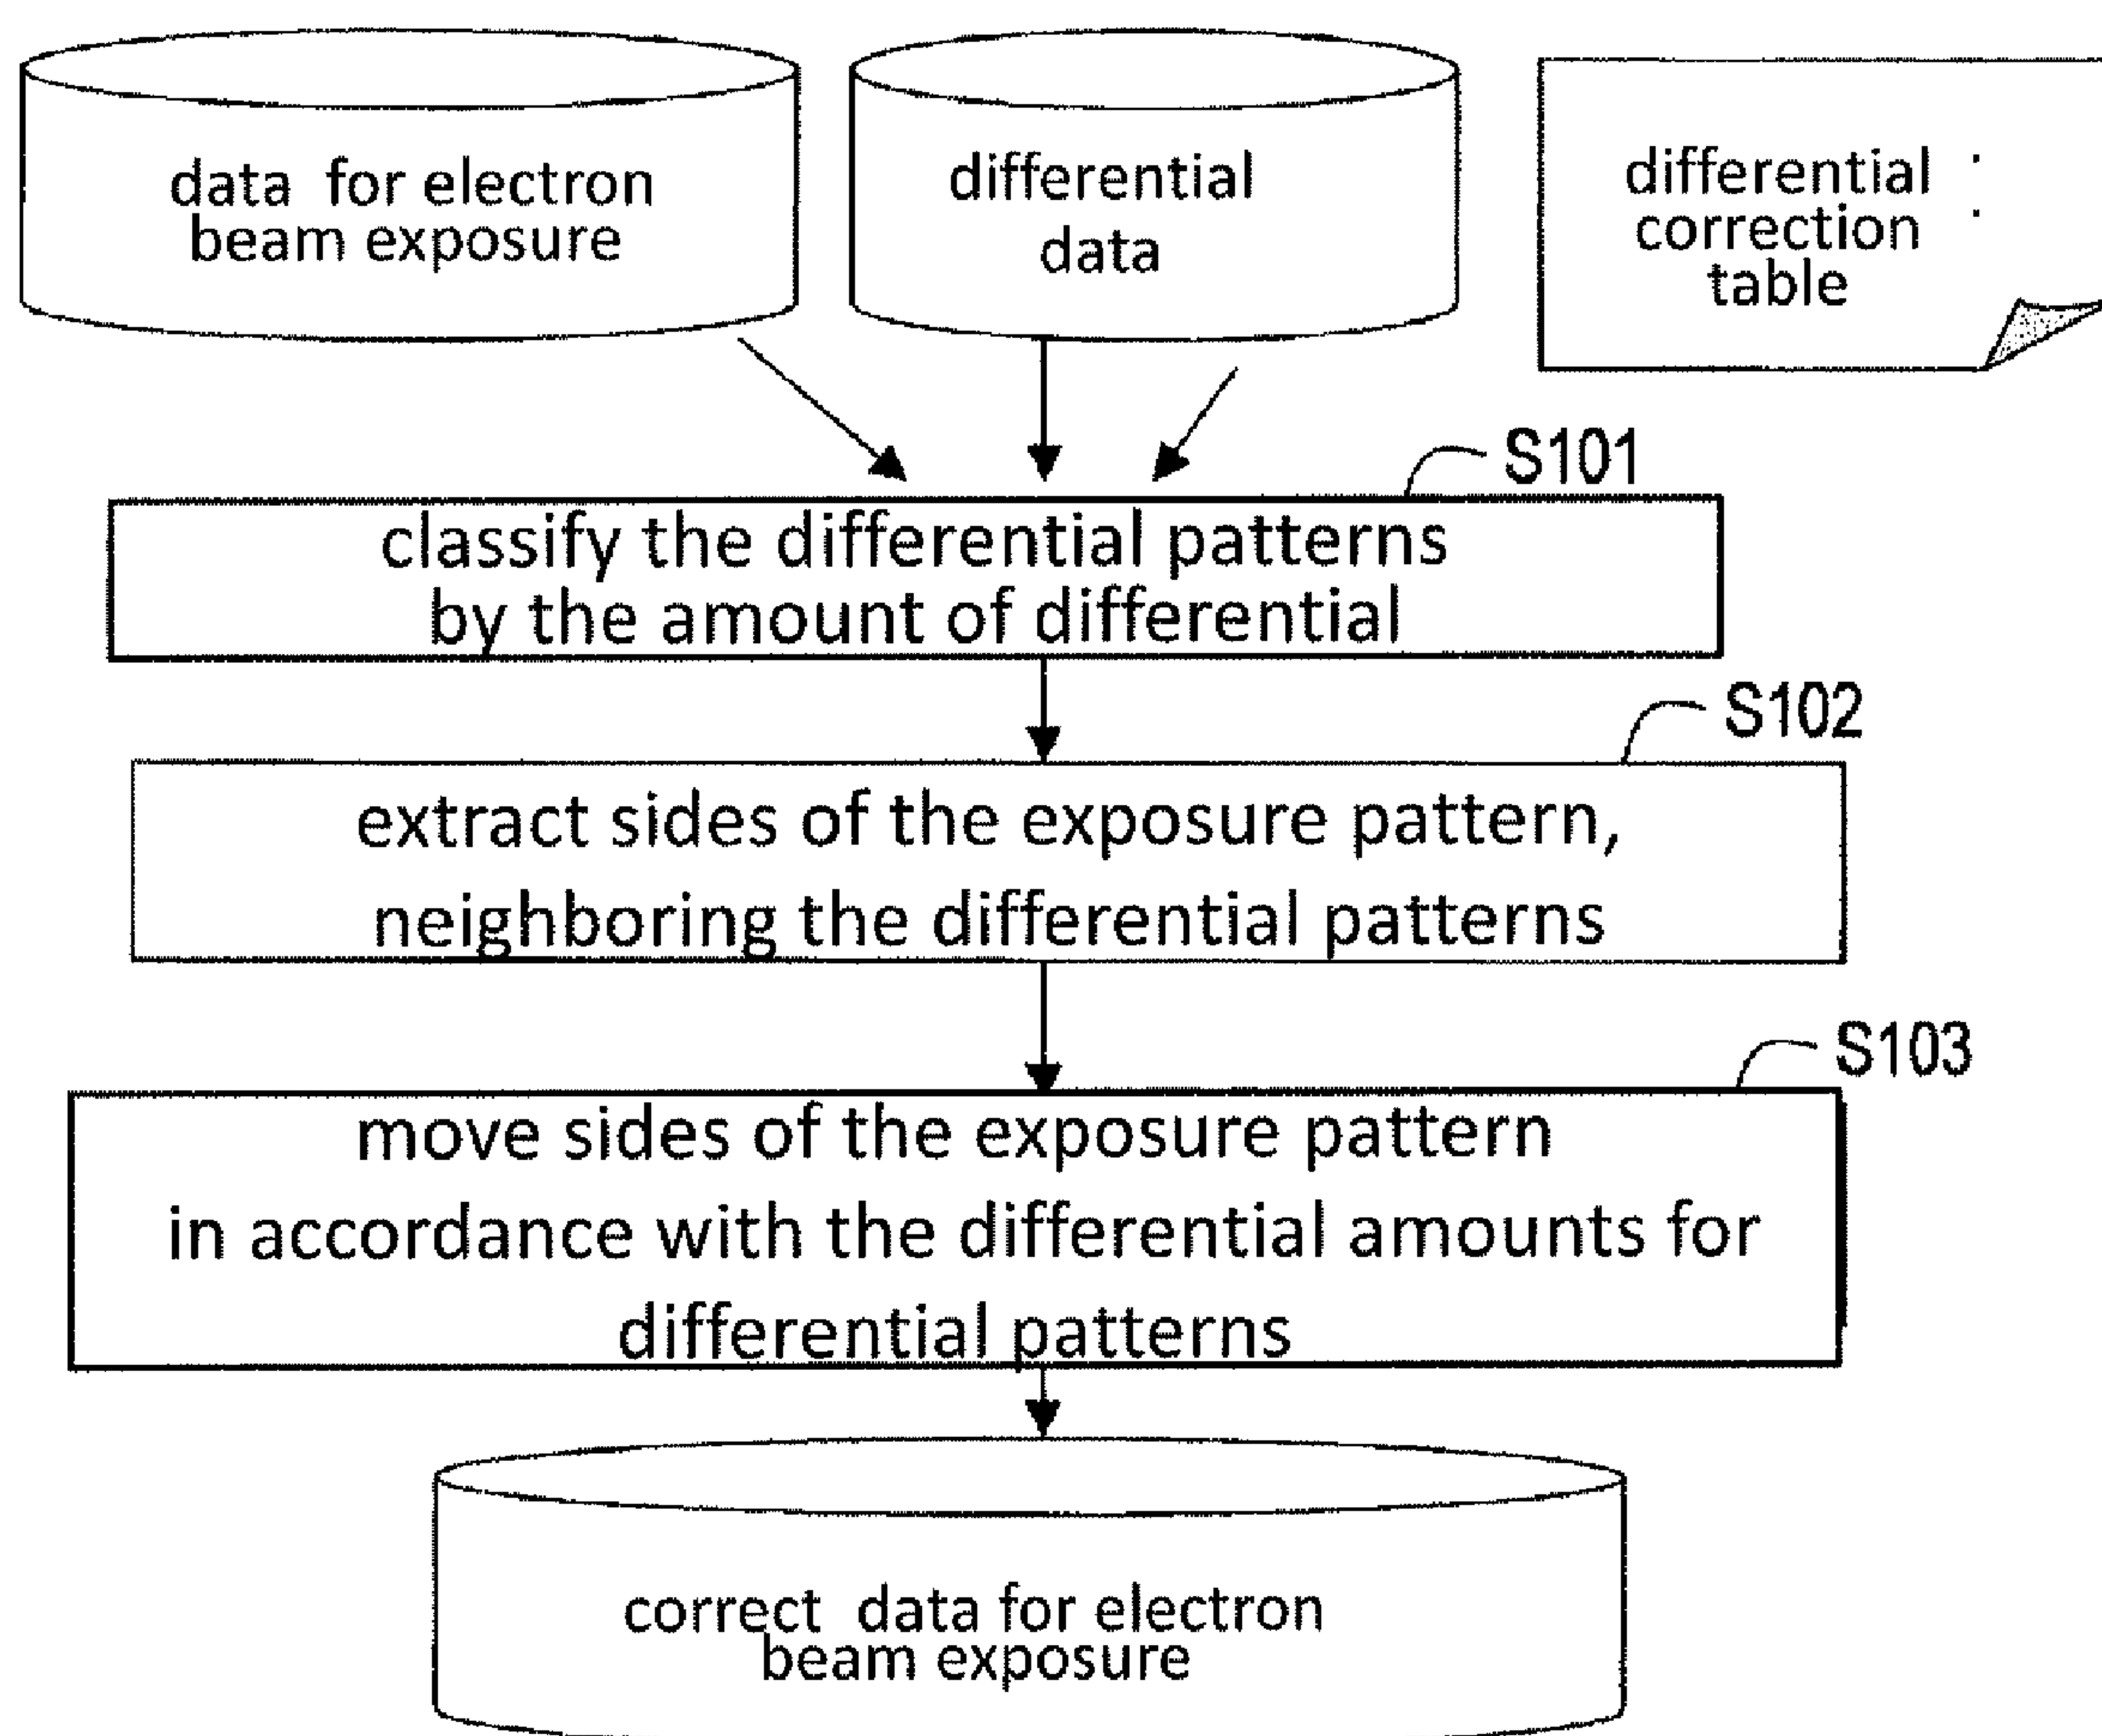 data for electron
beam exposure
differential
data
differential :
correction
table
S101
classify the differential patterns
by the amount of differential
S102
extract sides of the exposure pattern,
neighboring the differential patterns
S103
move sides of the exposure pattern
in accordance with the differential amounts for
differential patterns
correct data for electron
beam exposure